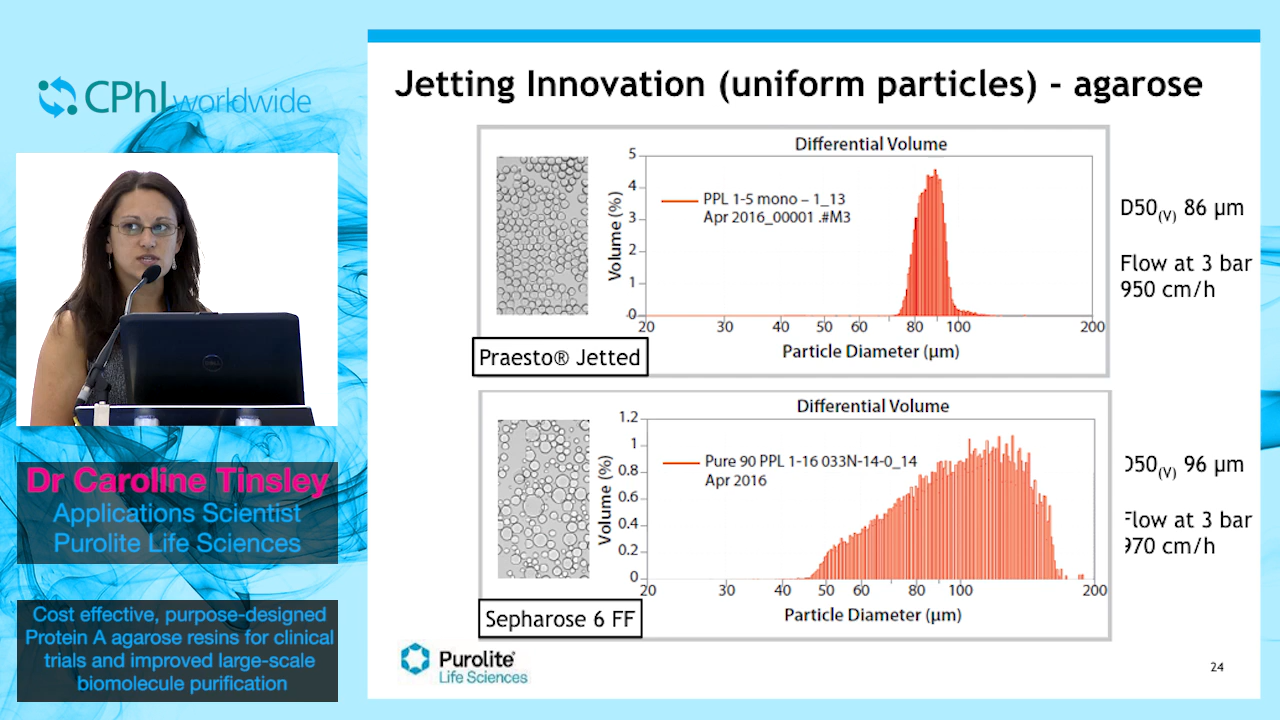 CPhI worldwide
Dr Caroline Tinsley
Applications Scientist
Purolite Life Sciences
Cost effective, purpose-designed
Protein A agarose resins for clinical
trials and improved large-scale
biomolecule purification
Jetting Innovation (uniform particles) - agarose
Differential Volume
Volume (%)
5
4
3
2
1
0
PPL 1-5 mono – 1_13
Apr 2016_00001 .#M3
20 30 40 50 60 80 100 200
Particle Diameter (µm)
Praesto® Jetted
D50(V) 86 µm
Flow at 3 bar
950 cm/h
Differential Volume
Volume (%)
1.2
1
0.8
0.6
0.4
0.2
0
Pure 90 PPL 1-16 033N-14-0_14
Apr 2016
20 30 40 50 60 80 100 200
Particle Diameter (µm)
Sepharose 6 FF
D50(V) 96 µm
Flow at 3 bar
970 cm/h
Purolite®
Life Sciences
24